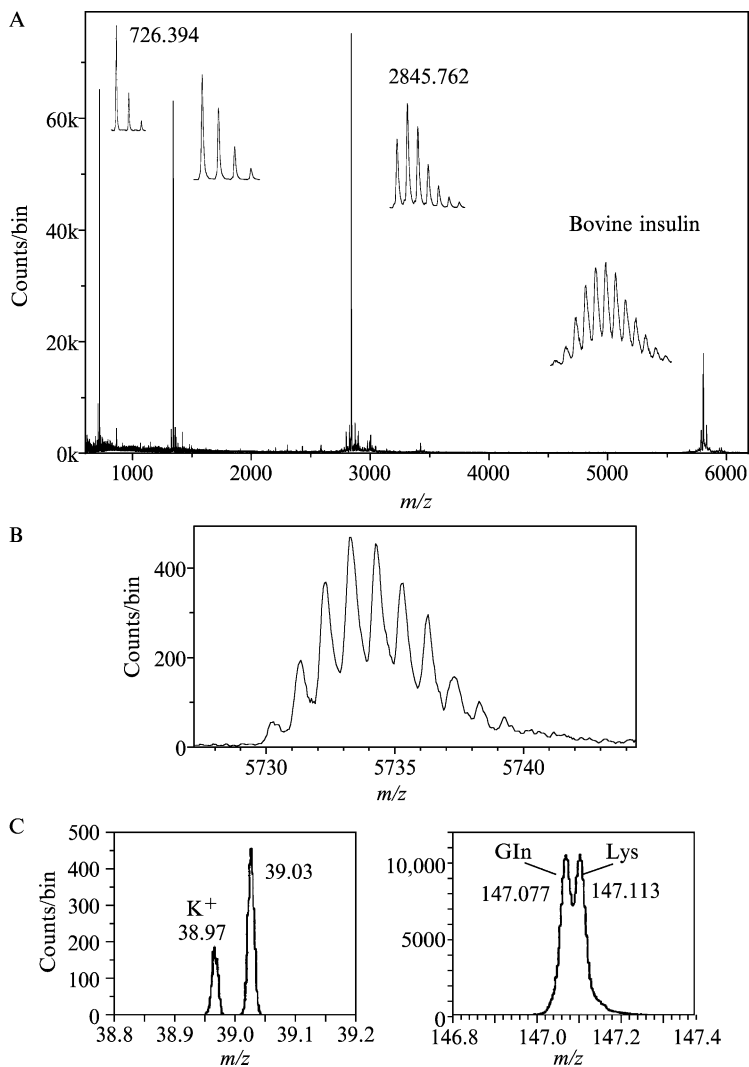 A
726.394
2845.762
60k
40k
20k
0k
Bovine insulin
Counts/bin
1000
2000
3000
4000
5000
6000
m/z
B
400
200
0
Counts/bin
5730
5735
5740
m/z
C
500
400
300
200
100
00
Counts/bin
K+
38.97
39.03
38.8
38.9
39.0
39.1
39.2
m/z
10,000
5000
0
GIn
Lys
147.077
147.113
146.8
147.0
147.2
147.4
m/z